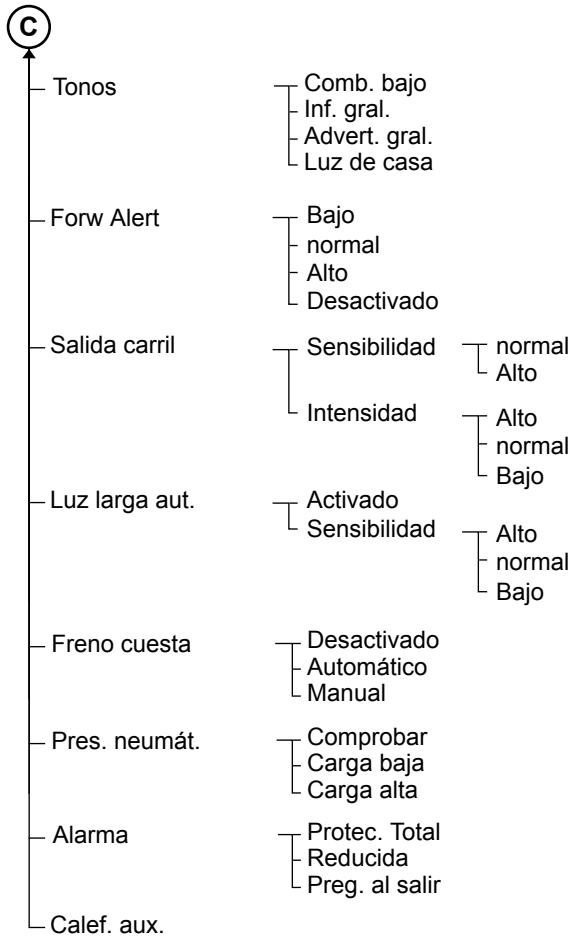 C
Tonos
Comb. bajo
Inf. gral.
Advert. gral.
Luz de casa
Forw Alert
Bajo
normal
Alto
Desactivado
Salida carril
Sensibilidad
normal
Alto
Intensidad
Alto
normal
Bajo
Luz larga aut.
Activado
Sensibilidad
Alto
normal
Bajo
Freno cuesta
Desactivado
Automático
Manual
Pres. neumát.
Comprobar
Carga baja
Carga alta
Alarma
Protec. Total
Reducida
Preg. al salir
Calef. aux.